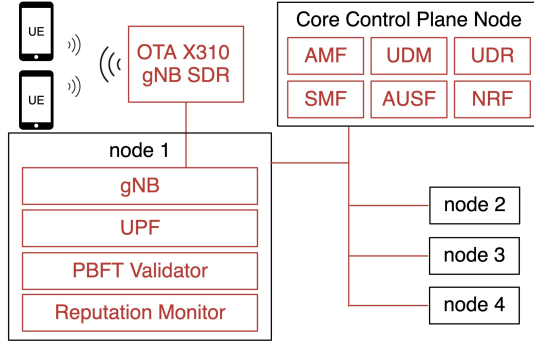 UE
UE
OTA X310
gNB SDR
Core Control Plane Node
AMF
UDM
UDR
SMF
AUSF
NRF
node 1
gNB
UPF
PBFT Validator
Reputation Monitor
node 2
node 3
node 4